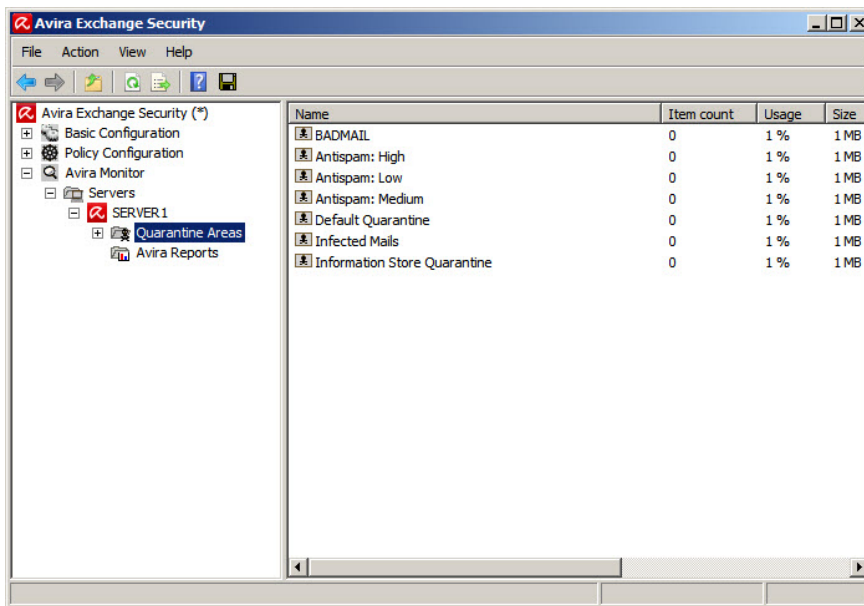 Avira Exchange Security
File Action View Help
Avira Exchange Security (*)
Basic Configuration
Policy Configuration
Avira Monitor
Servers
SERVER1
Quarantine Areas
Avira Reports
Name Item count Usage Size
BADMAIL 0 1 % 1 MB
Antispam: High 0 1 % 1 MB
Antispam: Low 0 1 % 1 MB
Antispam: Medium 0 1 % 1 MB
Default Quarantine 0 1 % 1 MB
Infected Mails 0 1 % 1 MB
Information Store Quarantine 0 1 % 1 MB